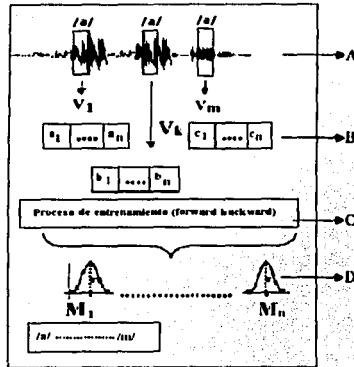 /a/ /a/ /a/
A
V1 Vk Vm
a1 .... an c1 .... cn
B
b1 .... bn
Proceso de entrenamiento (forward backward)
C
D
M1 ................ Mn
/a/ ................ /m/